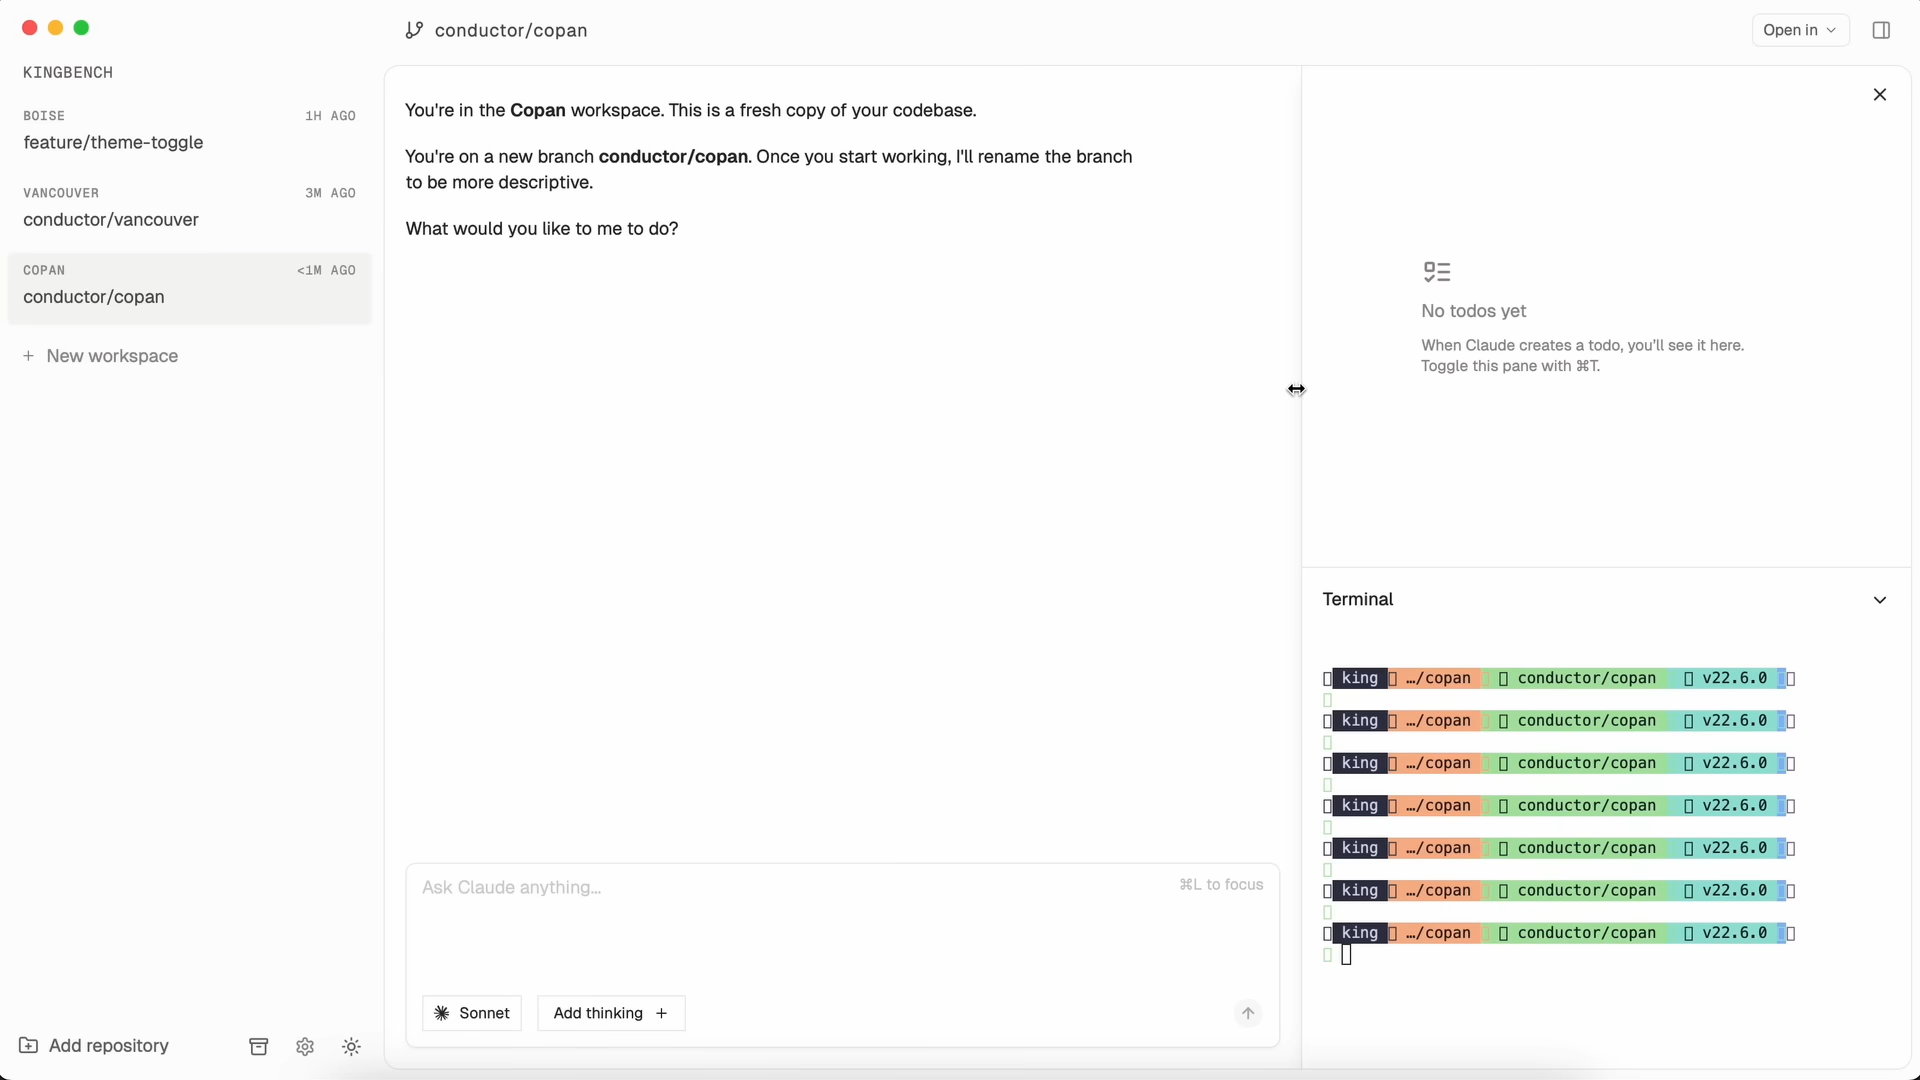 conductor/copan
Open in
KINGBENCH
BOISE 1H AGO
feature/theme-toggle
VANCOUVER 3M AGO
conductor/vancouver
COPAN <1M AGO
conductor/copan
+ New workspace
You're in the Copan workspace. This is a fresh copy of your codebase.
You're on a new branch conductor/copan. Once you start working, I'll rename the branch
to be more descriptive.
What would you like to me to do?
No todos yet
When Claude creates a todo, you'll see it here.
Toggle this pane with ⌘T.
Terminal
king …/copan conductor/copan v22.6.0
king …/copan conductor/copan v22.6.0
king …/copan conductor/copan v22.6.0
king …/copan conductor/copan v22.6.0
king …/copan conductor/copan v22.6.0
king …/copan conductor/copan v22.6.0
king …/copan conductor/copan v22.6.0
Ask Claude anything...
⌘L to focus
Sonnet
Add thinking +
Add repository